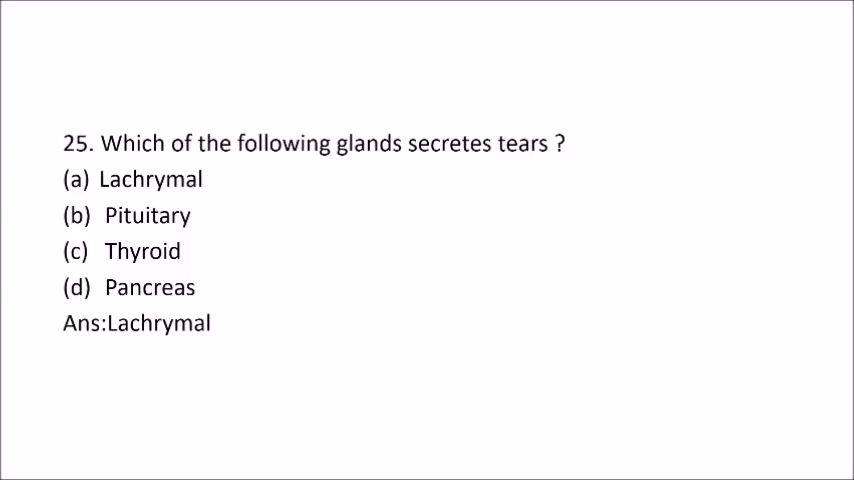 25. Which of the following glands secretes tears ?
(a) Lachrymal
(b) Pituitary
(c) Thyroid
(d) Pancreas
Ans:Lachrymal